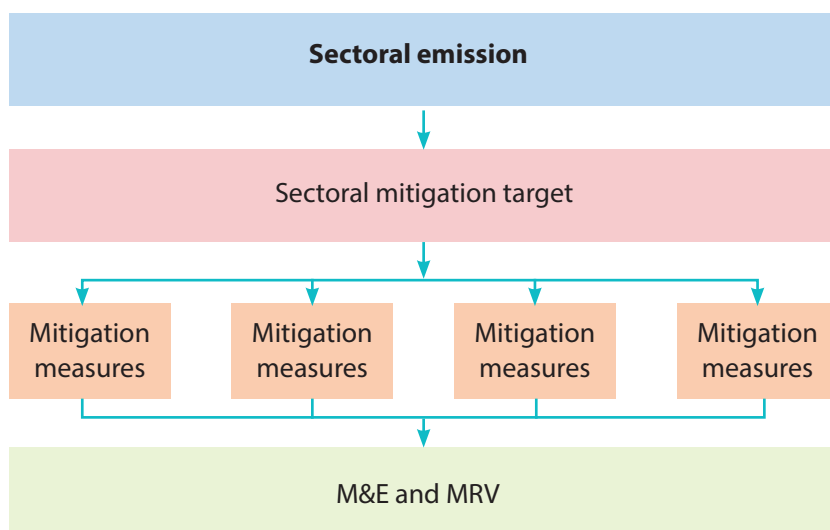 Sectoral emission
Sectoral mitigation target
Mitigation
measures
Mitigation
measures
Mitigation
measures
Mitigation
measures
M&E and MRV